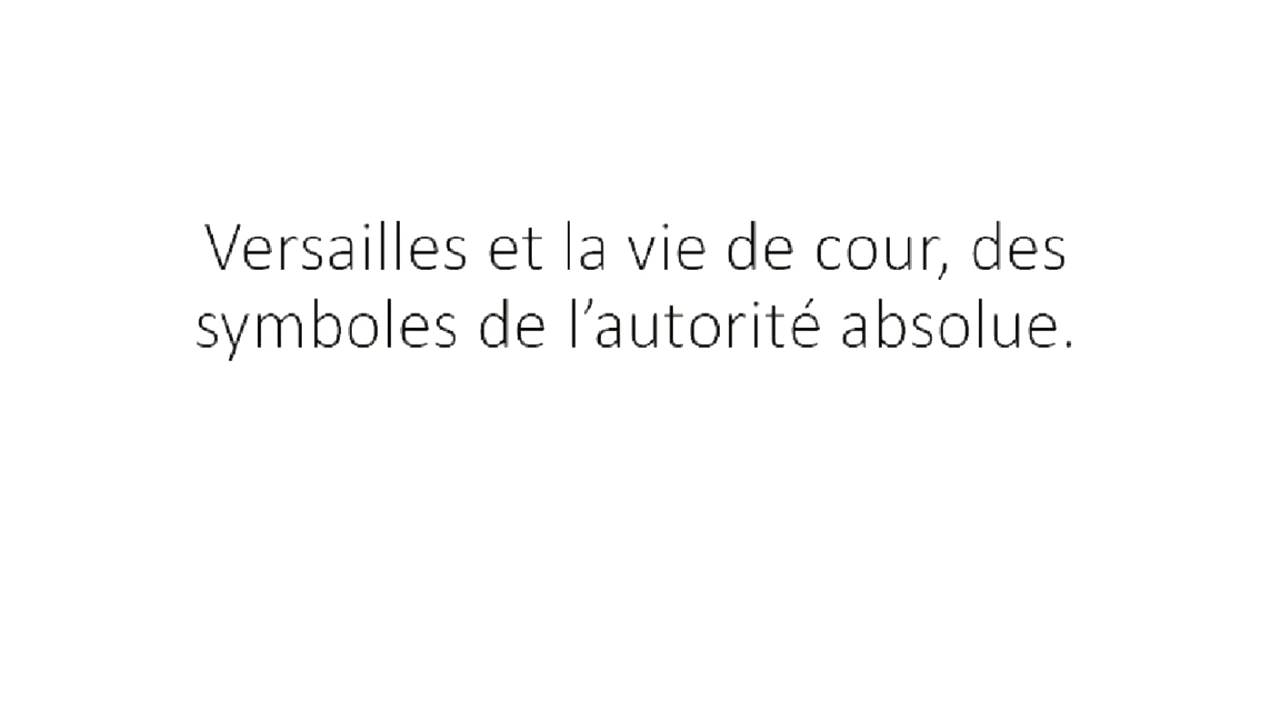 Versailles et la vie de cour, des
symboles de l’autorité absolue.